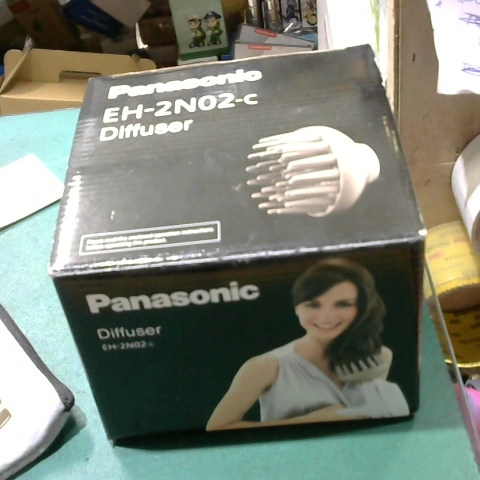 Panasonic
EH-2N02-C
Diffuser
Panasonic
Diffuser
EH-2N02-C